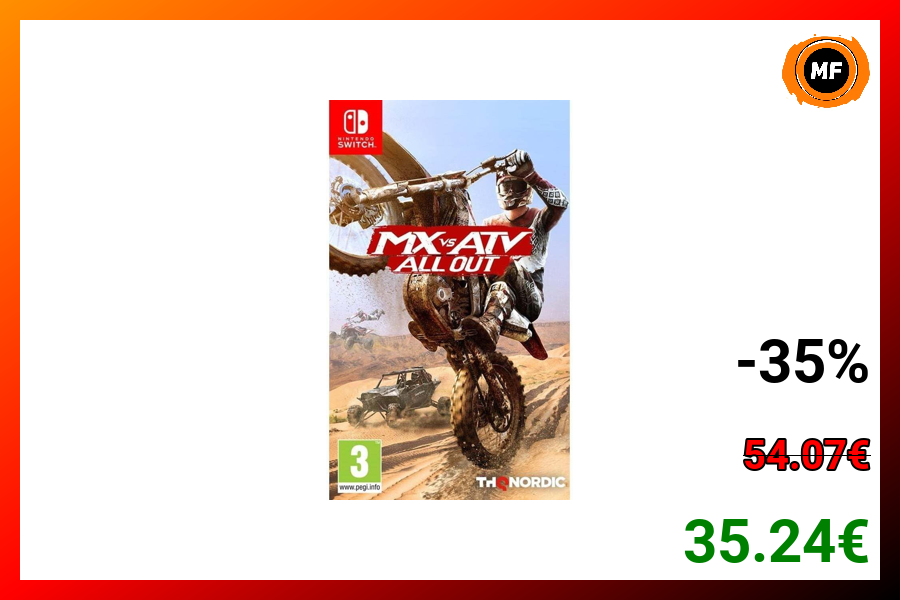 MF
NINTENDO
SWITCH
MX vs ATV
ALL OUT
-35%
54.07€
3
www.pegi.info
THQ NORDIC
35.24€